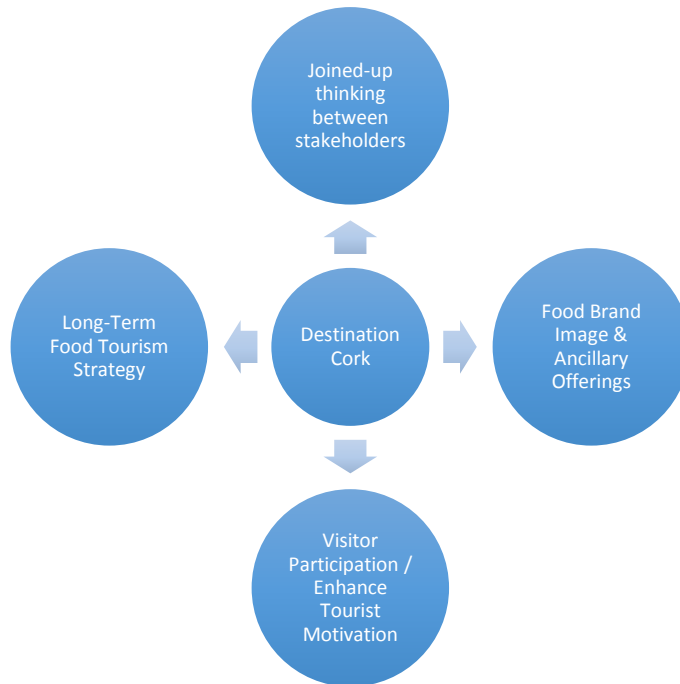 Joined-up
thinking
between
stakeholders
Long-Term
Food Tourism
Strategy
Destination
Cork
Food Brand
Image &
Ancillary
Offerings
Visitor
Participation /
Enhance
Tourist
Motivation